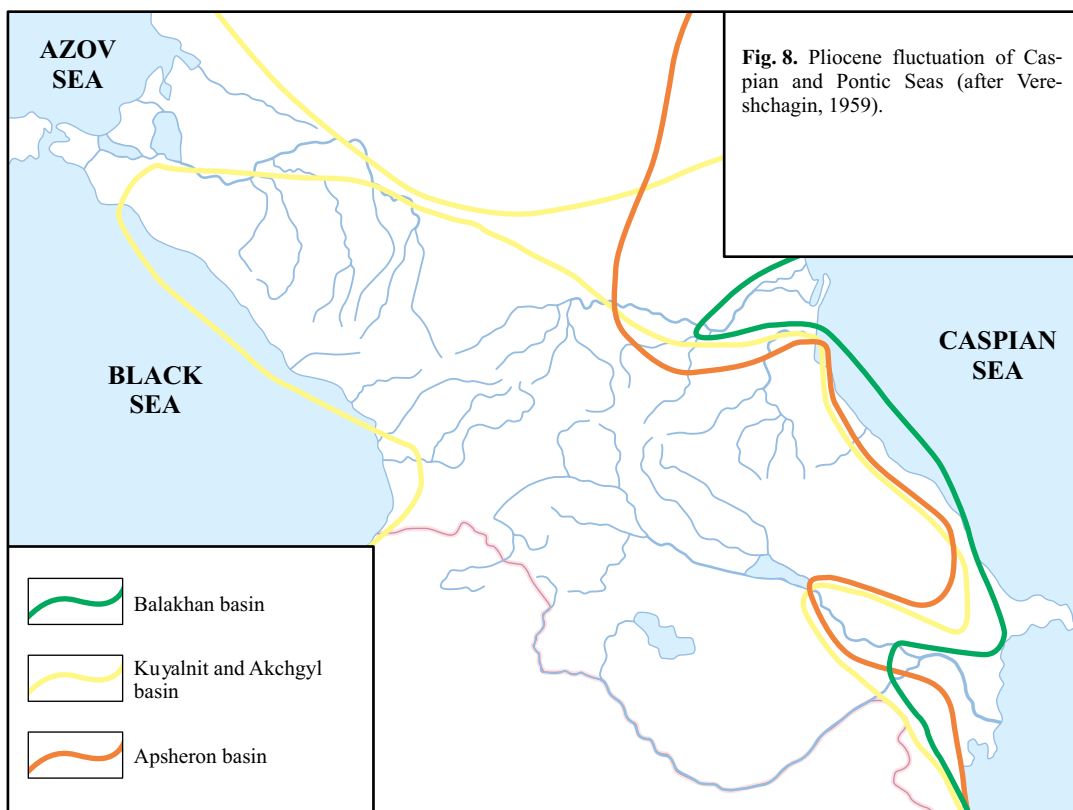 AZOV
SEA
Fig. 8. Pliocene fluctuation of Cas-
pian and Pontic Seas (after Vere-
shchagin, 1959).
CASPIAN
SEA
BLACK
SEA
Balakhan basin
Kuyalnit and Akchgyl
basin
Apsheron basin